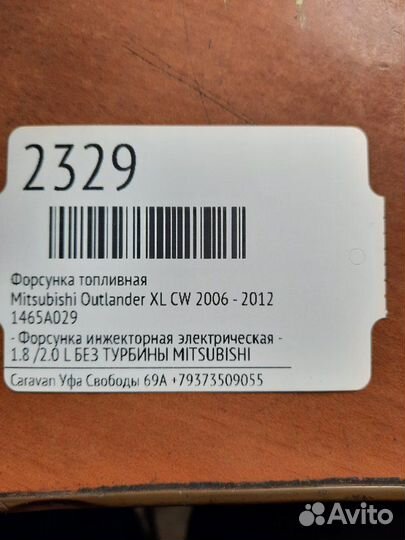 2329
Форсунка топливная
Mitsubishi Outlander XL CW 2006 - 2012
1465A029
- Форсунка инжекторная электрическая -
1.8 /2.0 L БЕЗ ТУРБИНЫ MITSUBISHI
Caravan Уфа Свободы 69А +79373509055
Avito